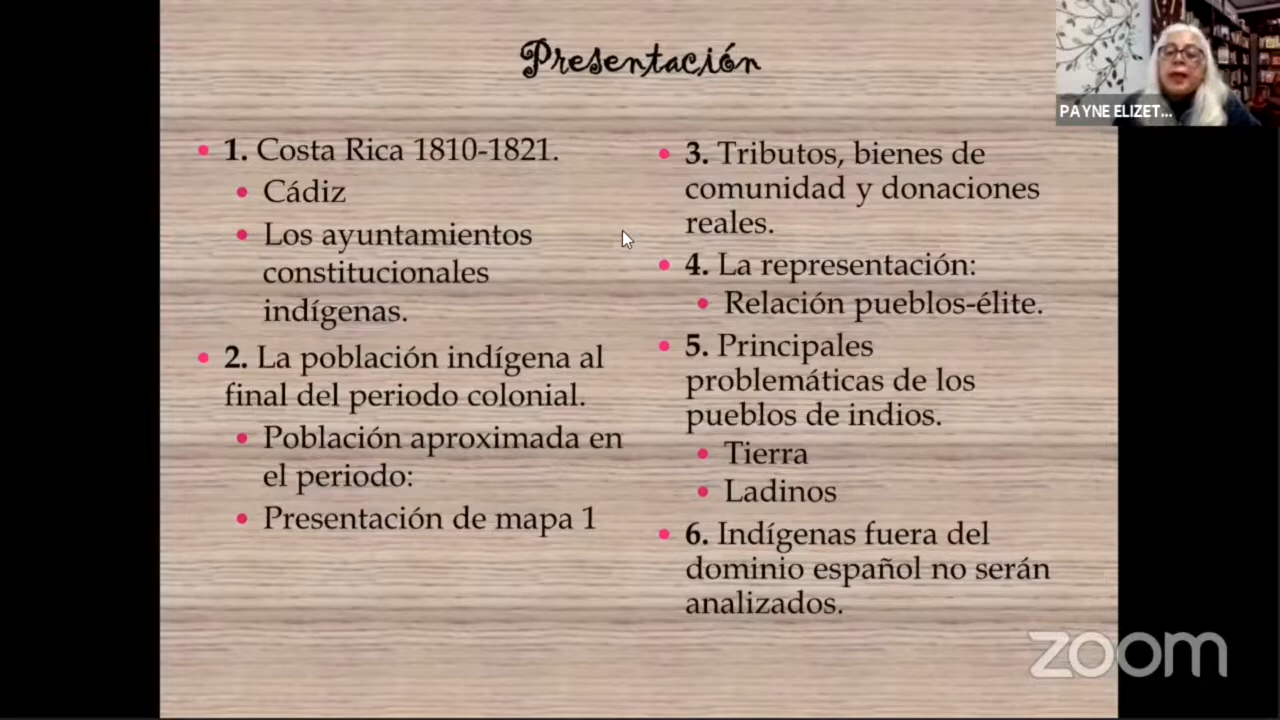 Presentación
1. Costa Rica 1810-1821.
Cádiz
Los ayuntamientos
constitucionales
indígenas.
2. La población indígena al
final del periodo colonial.
Población aproximada en
el periodo:
Presentación de mapa 1
3. Tributos, bienes de
comunidad y donaciones
reales.
4. La representación:
Relación pueblos-élite.
5. Principales
problemáticas de los
pueblos de indios.
Tierra
Ladinos
6. Indígenas fuera del
dominio español no serán
analizados.
PAYNE ELIZET...
zoom